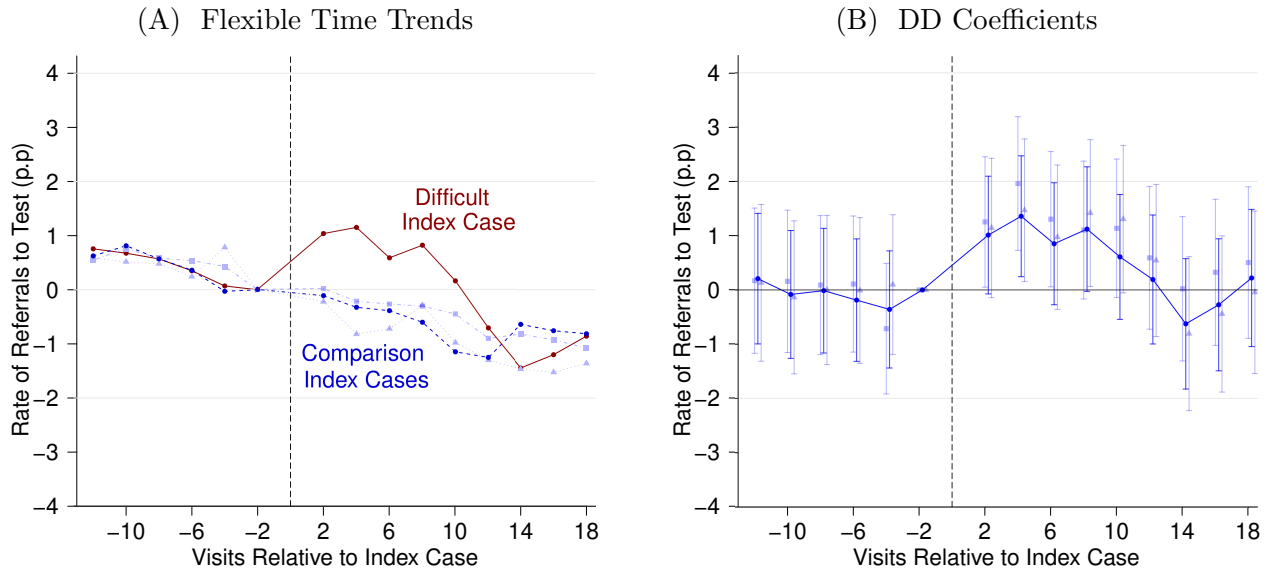 (A) Flexible Time Trends
4
3
2
1
0
−1
−2
−3
−4
Rate of Referrals to Test (p.p)
Difficult
Index Case
Comparison
Index Cases
−10 −6 −2 2 6 10 14 18
Visits Relative to Index Case
(B) DD Coefficients
4
3
2
1
0
−1
−2
−3
−4
Rate of Referrals to Test (p.p)
−10 −6 −2 2 6 10 14 18
Visits Relative to Index Case